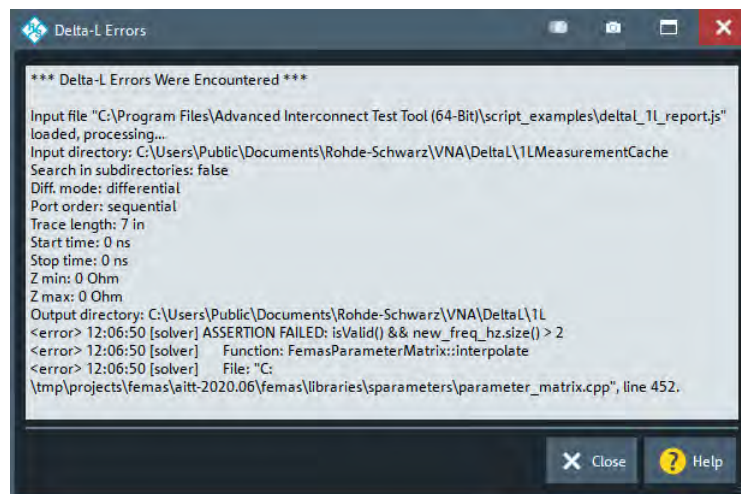 Delta-L Errors
*** Delta-L Errors Were Encountered ***
Input file "C:\Program Files\Advanced Interconnect Test Tool (64-Bit)\script_examples\deltal_1l_report.js"
loaded, processing...
Input directory: C:\Users\Public\Documents\Rohde-Schwarz\VNA\DeltaL\1LMeasurementCache
Search in subdirectories: false
Diff. mode: differential
Port order: sequential
Trace length: 7 in
Start time: 0 ns
Stop time: 0 ns
Z min: 0 Ohm
Z max: 0 Ohm
Output directory: C:\Users\Public\Documents\Rohde-Schwarz\VNA\DeltaL\1L
<error> 12:06:50 [solver] ASSERTION FAILED: isValid() && new_freq_hz.size() > 2
<error> 12:06:50 [solver] Function: FemasParameterMatrix::interpolate
<error> 12:06:50 [solver] File: "C:
\tmp\projects\femas\aitt-2020.06\femas\libraries\sparameters\parameter_matrix.cpp", line 452.
Close
? Help